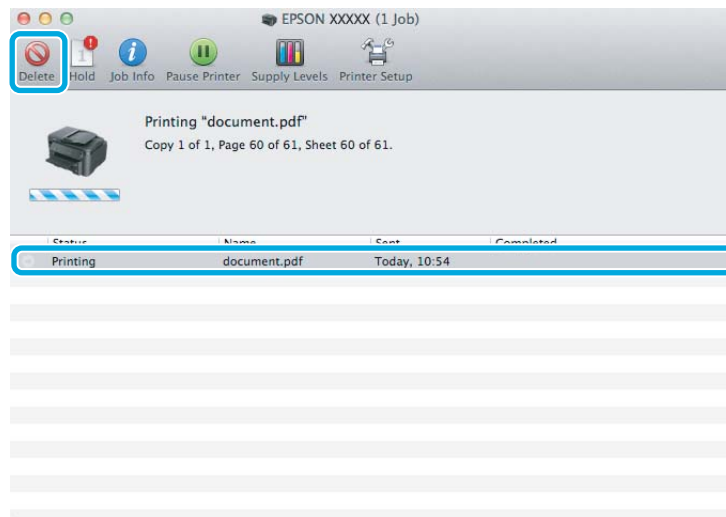 EPSON XXXXX (1 Job)
Delete Hold Job Info Pause Printer Supply Levels Printer Setup
Printing "document.pdf"
Copy 1 of 1, Page 60 of 61, Sheet 60 of 61.
Status Name Sent Completed
Printing document.pdf Today, 10:54